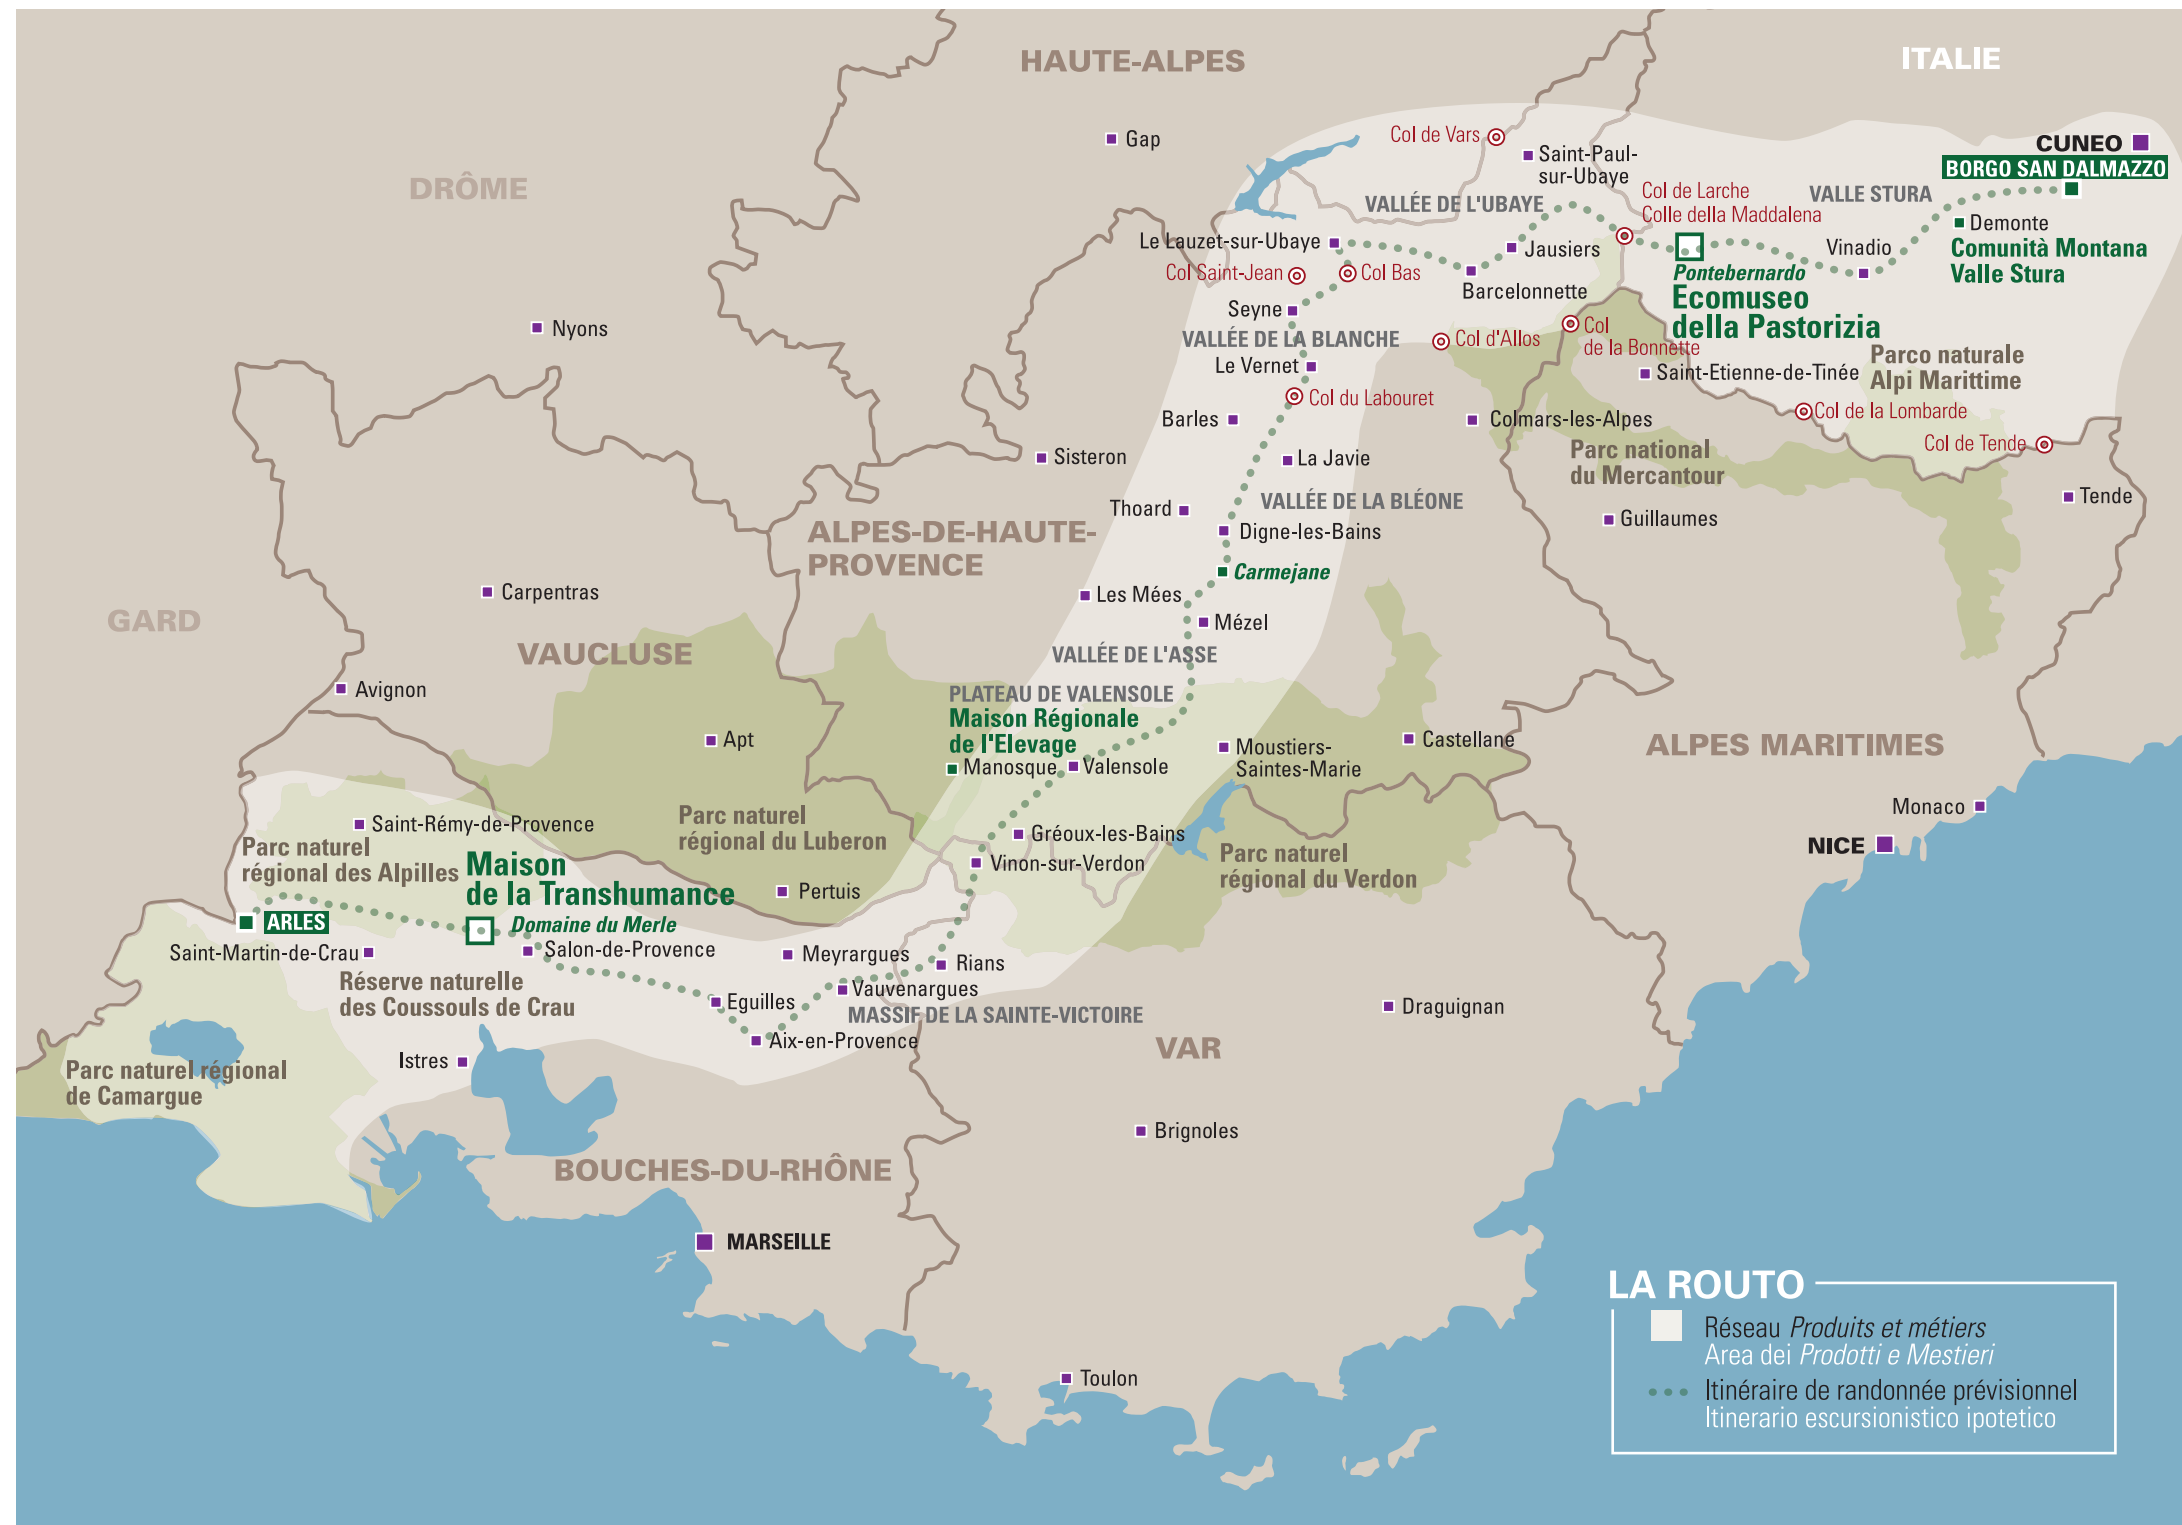 HAUTE-ALPES
ITALIE
Gap
Col de Vars
Saint-Paul-
sur-Ubaye
CUNEO
BORGO SAN DALMAZZO
DRÔME
VALLÉE DE L'UBAYE
Col de Larche
Colle della Maddalena
VALLE STURA
Demonte
Comunità Montana
Valle Stura
Le Lauzet-sur-Ubaye
Jausiers
Vinadio
Col Saint-Jean
Col Bas
Barcelonnette
Pontebernardo
Ecomuseo
della Pastorizia
Seyne
Nyons
VALLÉE DE LA BLANCHE
Col d'Allos
Col
de la Bonnette
Le Vernet
Saint-Etienne-de-Tinée
Parco naturale
Alpi Marittime
Col du Labouret
Barles
Colmars-les-Alpes
Col de la Lombarde
Col de Tende
Sisteron
La Javie
Parc national
du Mercantour
Thoard
VALLÉE DE LA BLÉONE
Tende
Guillaumes
ALPES-DE-HAUTE-
PROVENCE
Digne-les-Bains
Carmejane
Carpentras
Les Mées
GARD
Mézel
VAUCLUSE
VALLÉE DE L'ASSE
Avignon
PLATEAU DE VALENSOLE
Maison Régionale
de l'Elevage
Apt
Manosque
Valensole
Moustiers-
Saintes-Marie
Castellane
ALPES MARITIMES
Monaco
NICE
Saint-Rémy-de-Provence
Parc naturel
régional du Luberon
Gréoux-les-Bains
Parc naturel
régional des Alpilles
Maison
de la Transhumance
Domaine du Merle
Vinon-sur-Verdon
Parc naturel
régional du Verdon
Pertuis
ARLES
Saint-Martin-de-Crau
Salon-de-Provence
Meyrargues
Rians
Réserve naturelle
des Coussouls de Crau
Eguilles
Vauvenargues
MASSIF DE LA SAINTE-VICTOIRE
Draguignan
Aix-en-Provence
VAR
Istres
Parc naturel régional
de Camargue
Brignoles
BOUCHES-DU-RHÔNE
MARSEILLE
Toulon
LA ROUTO
Réseau Produits et métiers
Area dei Prodotti e Mestieri
Itinéraire de randonnée prévisionnel
Itinerario escursionistico ipotetico